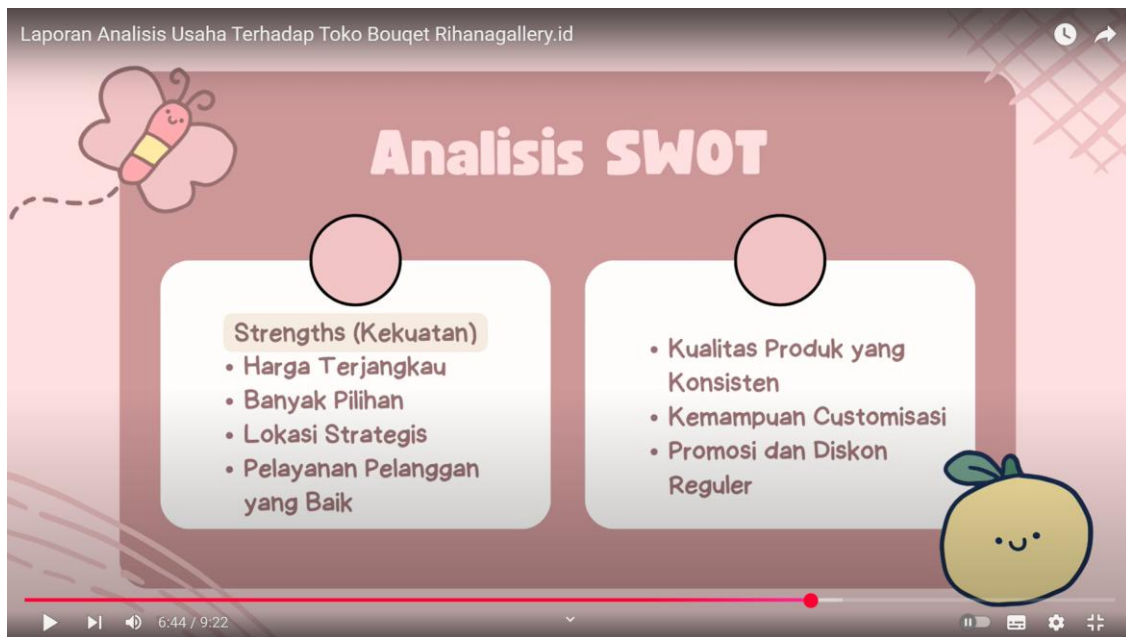 Laporan Analisis Usaha Terhadap Toko Bouqet Rihanagallery.id
Analisis SWOT
Strengths (Kekuatan)
• Harga Terjangkau
• Banyak Pilihan
• Lokasi Strategis
• Pelayanan Pelanggan
yang Baik
• Kualitas Produk yang
Konsisten
• Kemampuan Customisasi
• Promosi dan Diskon
Reguler
6:44 / 9:22